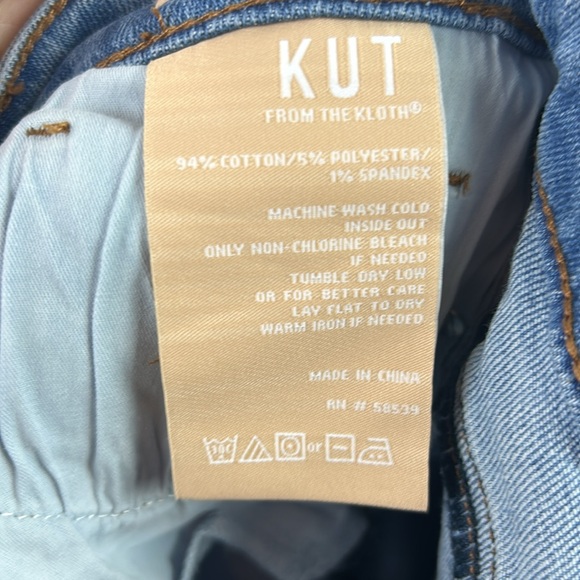 KUT
FROM THE KLOTH®
94% COTTON/5% POLYESTER/
1% SPANDEX
MACHINE WASH COLD
INSIDE OUT
ONLY NON-CHLORINE BLEACH
IF NEEDED
TUMBLE DRY LOW
OR FOR BETTER CARE
LAY FLAT TO DRY
WARM IRON IF NEEDED
MADE IN CHINA
RN # 58539
30C or